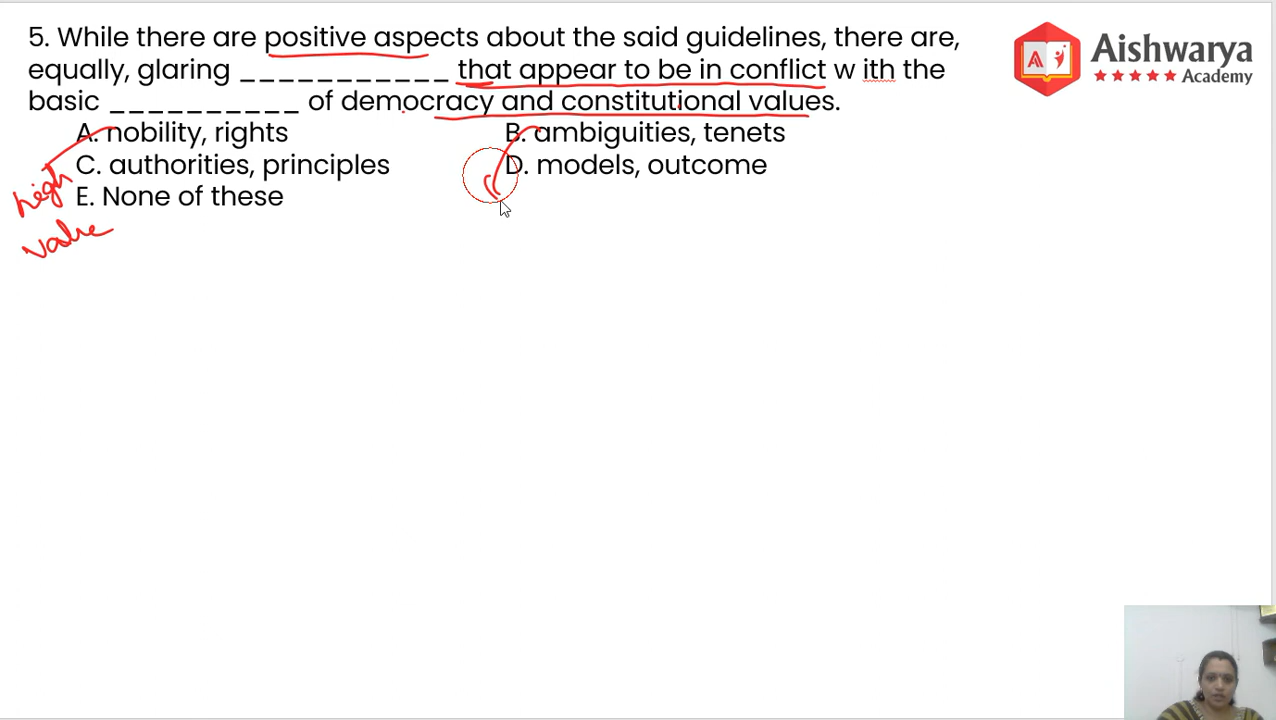 5. While there are positive aspects about the said guidelines, there are,
equally, glaring ___________ that appear to be in conflict w ith the
basic __________ of democracy and constitutional values.
A. nobility, rights
B. ambiguities, tenets
C. authorities, principles
D. models, outcome
E. None of these
high
value
Aishwarya
Academy